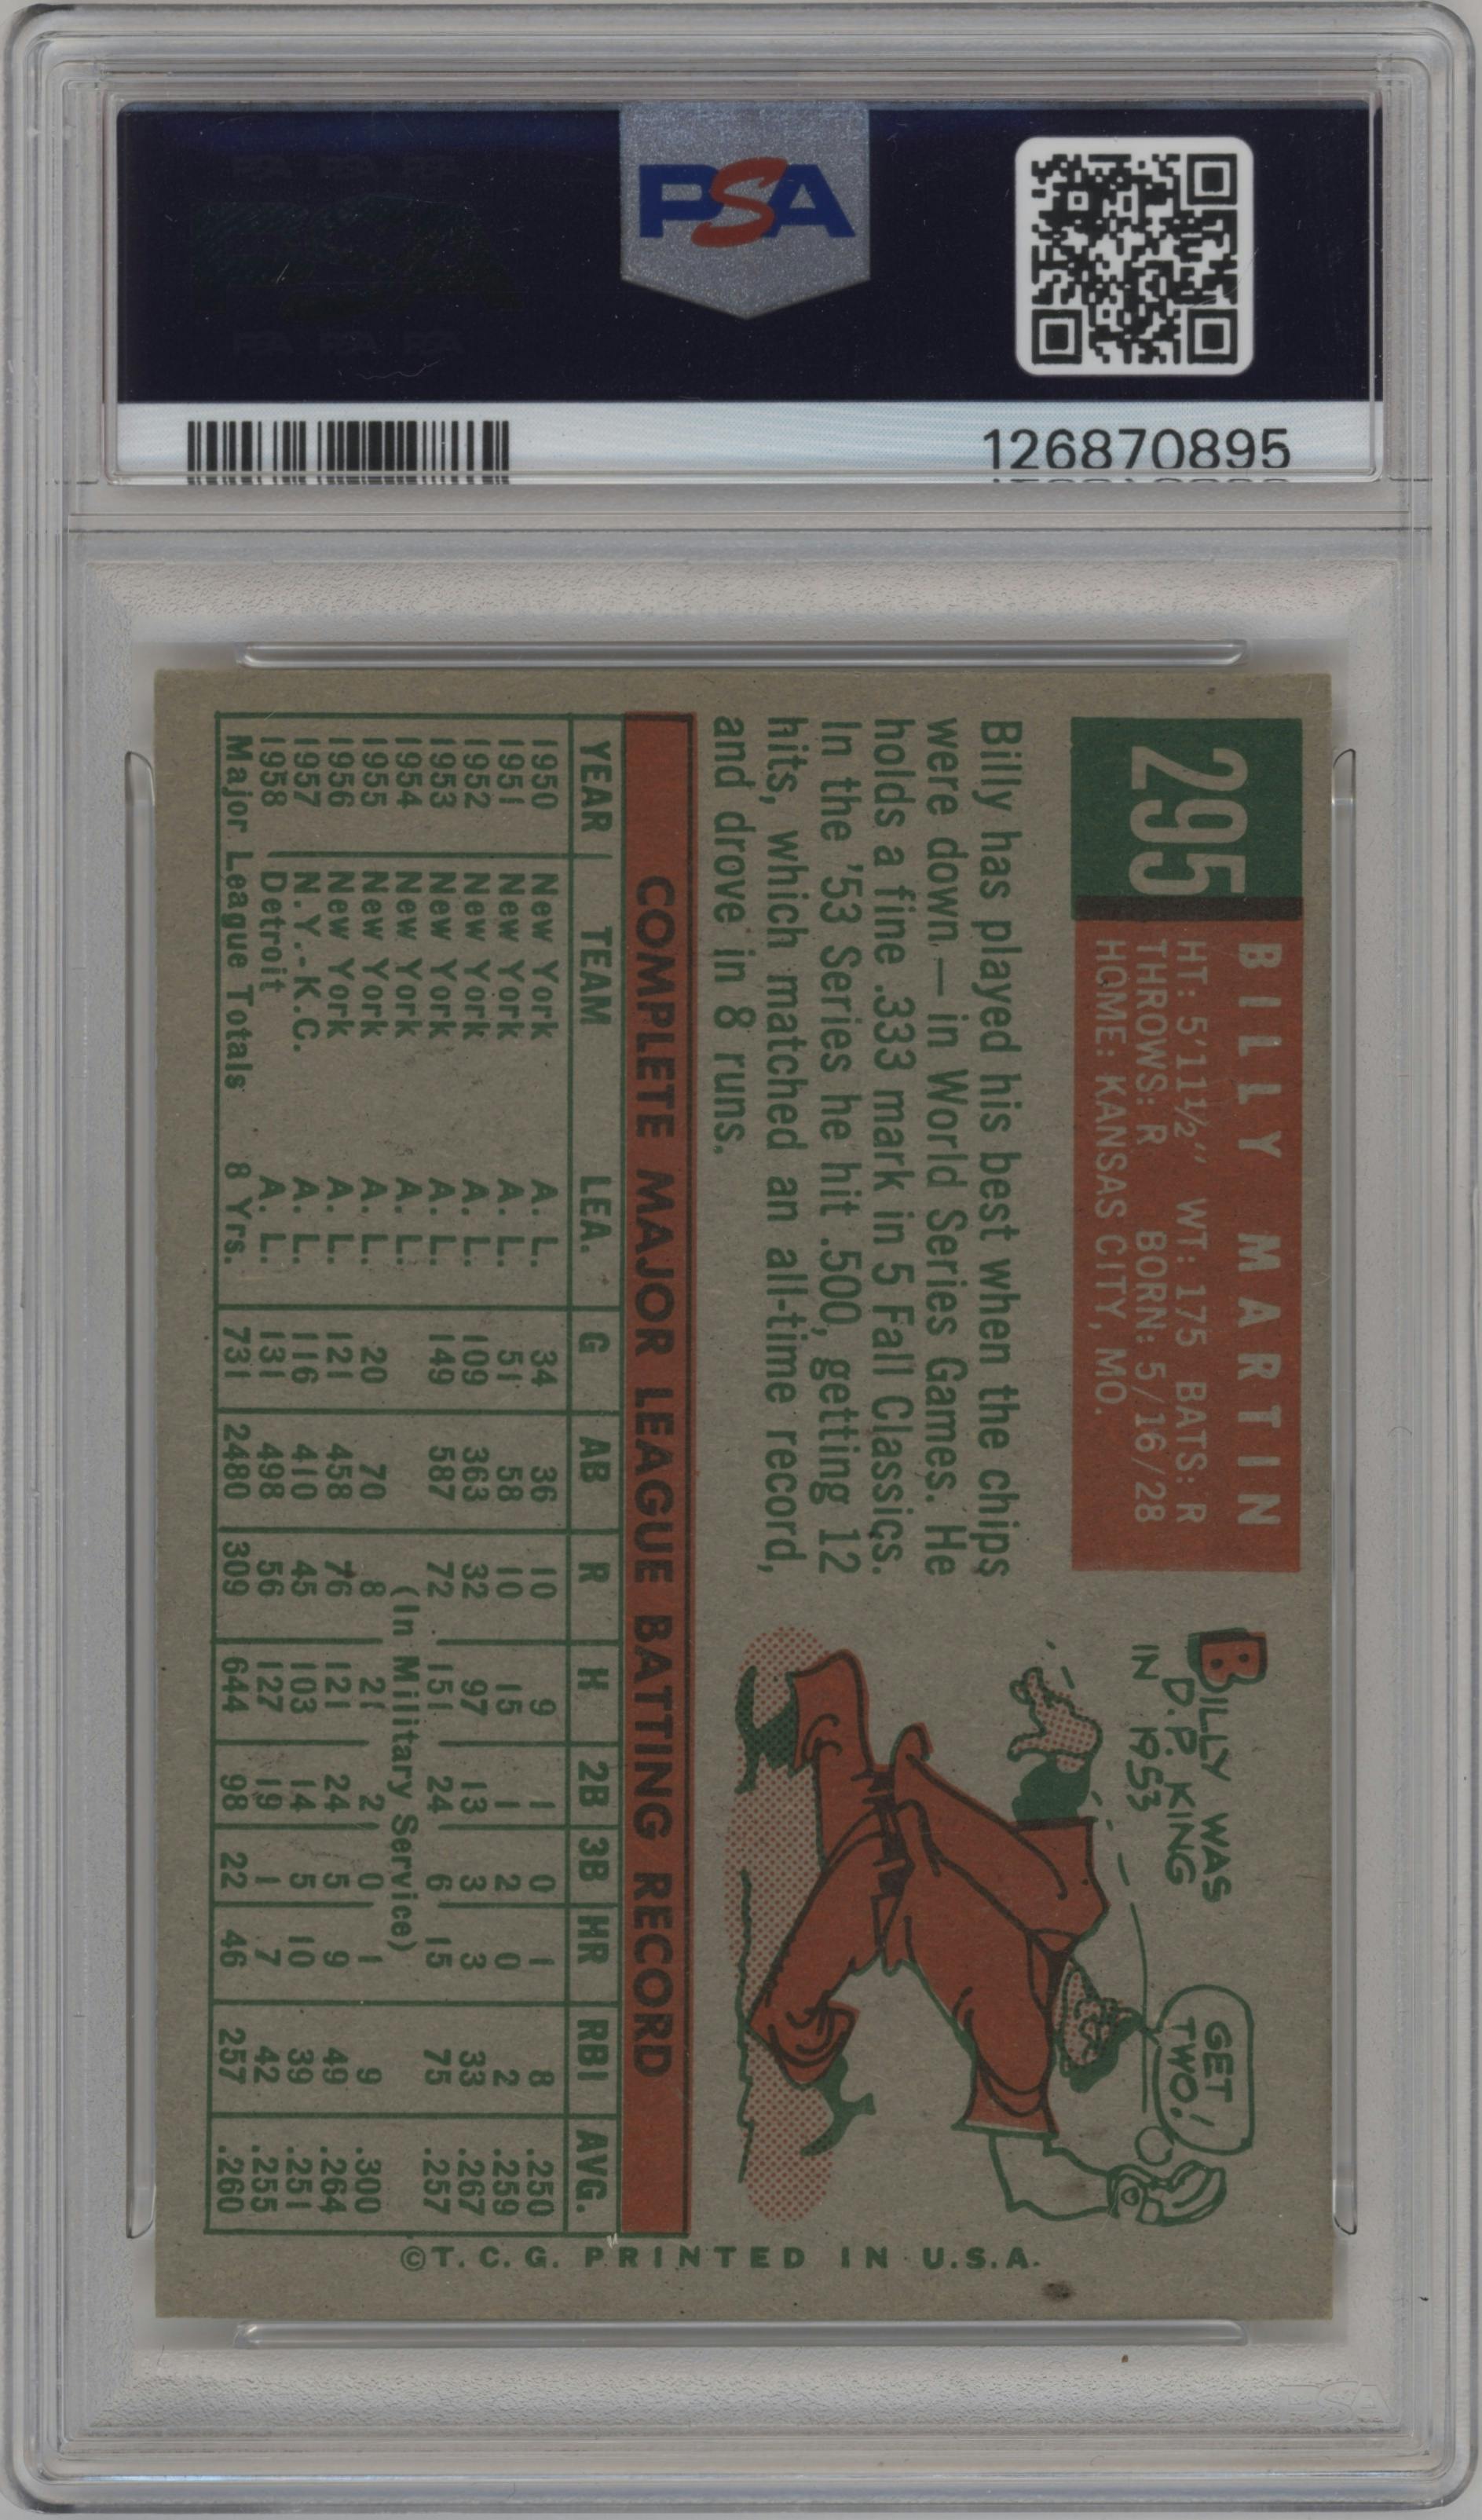 PSA
126870895
295
BILLY MARTIN
HT: 5'11½" WT: 175 BATS: R
THROWS: R BORN: 5/16/28
HOME: KANSAS CITY, MO.
Billy has played his best when the chips
were down — in World Series Games. He
holds a fine .333 mark in 5 Fall Classics.
In the '53 Series he hit .500, getting 12
hits, which matched an all-time record,
and drove in 8 runs.
BILLY WAS
D.P. KING
IN 1953
GET
TWO!
COMPLETE MAJOR LEAGUE BATTING RECORD
YEAR TEAM LEA. G AB R H 2B 3B HR RBI AVG.
1950 New York A. L. 34 36 10 9 1 0 1 8 .250
1951 New York A. L. 51 58 10 15 1 2 0 2 .259
1952 New York A. L. 109 363 32 97 13 3 3 33 .267
1953 New York A. L. 149 587 72 151 24 6 15 75 .257
1954 New York A. L. (In Military Service)
1955 New York A. L. 20 70 8 21 2 0 1 9 .300
1956 New York A. L. 121 458 76 121 24 5 9 49 .264
1957 N.Y.-K.C. A. L. 116 410 45 103 14 5 10 39 .251
1958 Detroit A. L. 131 498 56 127 19 1 7 42 .255
Major League Totals 8 Yrs. 731 2480 309 644 98 22 46 257 .260
©T. C. G. PRINTED IN U.S.A.
PSA